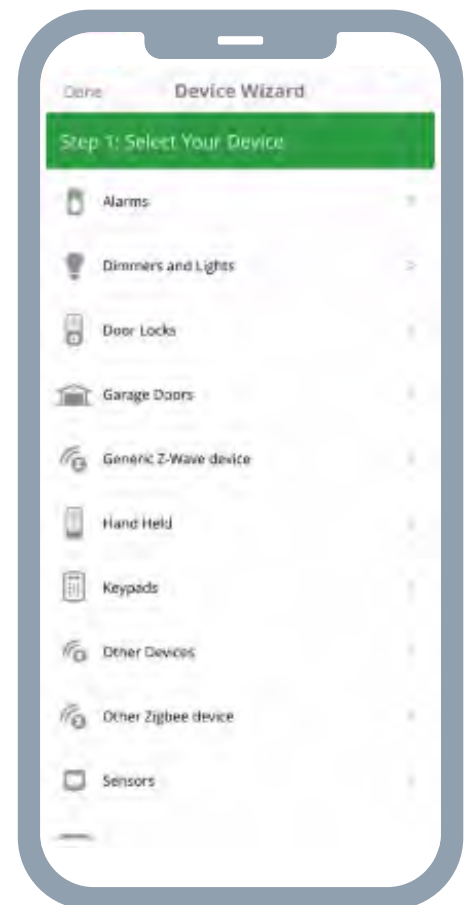 Done
Device Wizard
Step 1: Select Your Device
Alarms
Dimmers and Lights
Door Locks
Garage Doors
Generic Z-Wave device
Hand Held
Keypads
Other Devices
Other Zigbee device
Sensors